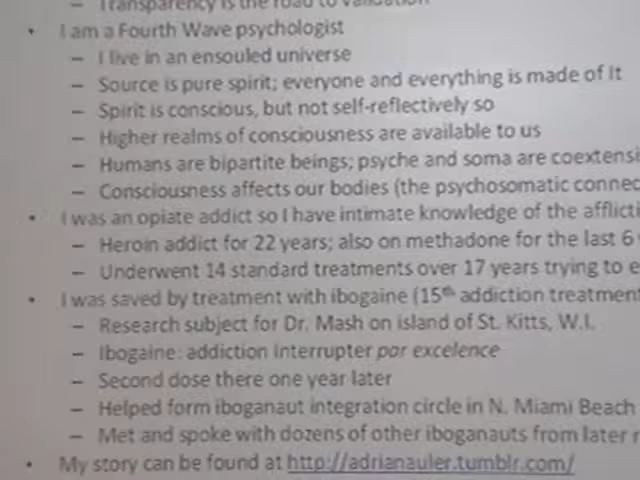 – Transparency is the road to validation
• I am a Fourth Wave psychologist
– I live in an ensouled universe
– Source is pure spirit; everyone and everything is made of It
– Spirit is conscious, but not self-reflectively so
– Higher realms of consciousness are available to us
– Humans are bipartite beings; psyche and soma are coextensi
– Consciousness affects our bodies (the psychosomatic connec
• I was an opiate addict so I have intimate knowledge of the afflicti
– Heroin addict for 22 years; also on methadone for the last 6
– Underwent 14 standard treatments over 17 years trying to e
• I was saved by treatment with ibogaine (15th addiction treatment
– Research subject for Dr. Mash on island of St. Kitts, W.I.
– Ibogaine: addiction interrupter par excelence
– Second dose there one year later
– Helped form iboganaut integration circle in N. Miami Beach
– Met and spoke with dozens of other iboganauts from later r
• My story can be found at http://adrianauler.tumblr.com/